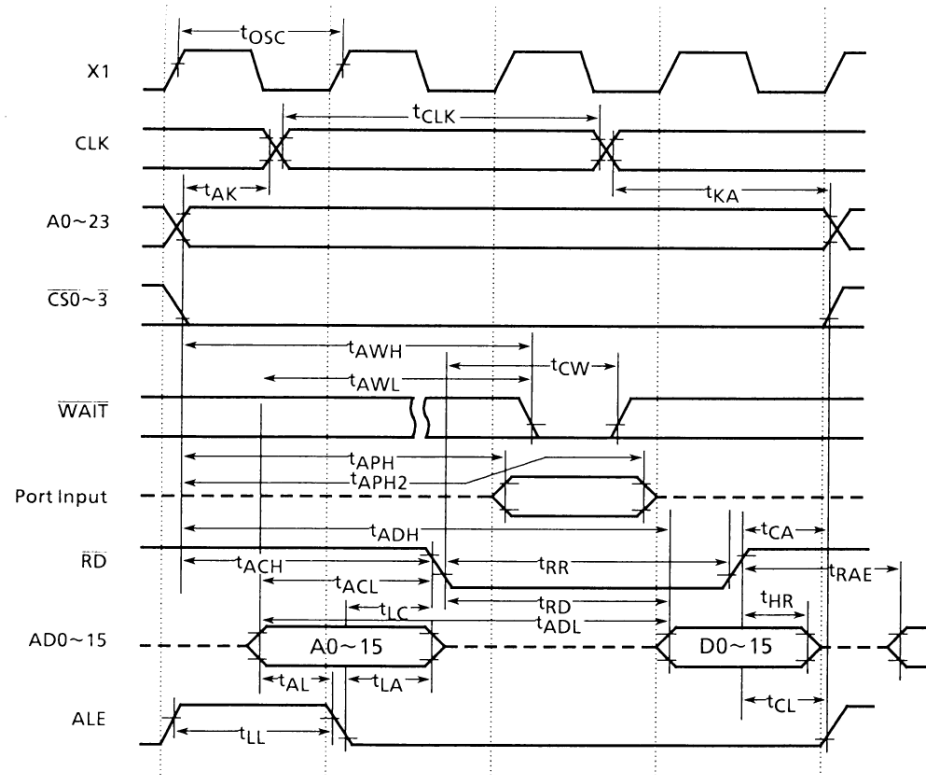 tOSC
X1
tCLK
CLK
tAK
tKA
A0~23
CS0~3
tAWH
tCW
tAWL
WAIT
tAPH
tAPH2
Port Input
tADH
tCA
RD
tACH
tRR
tRAE
tACL
tRD
tHR
tLC
tADL
AD0~15
A0~15
D0~15
tAL
tLA
tCL
ALE
tLL